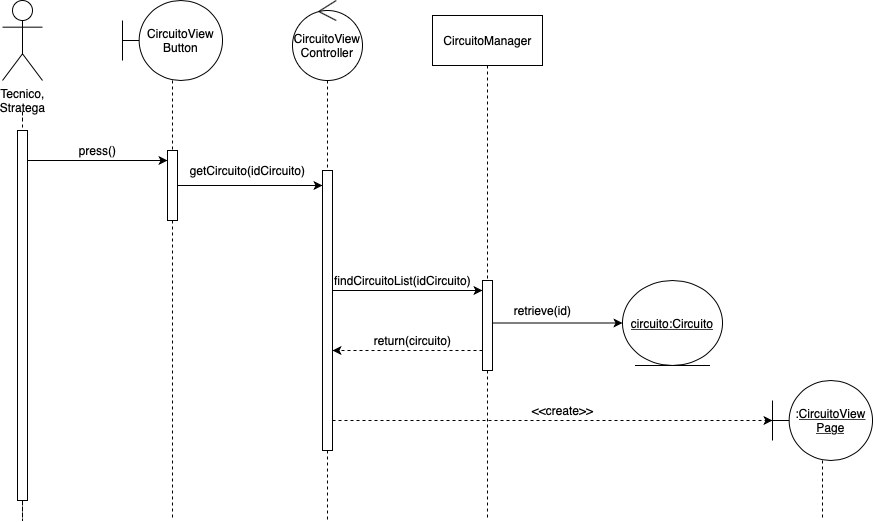 CircuitoView
Button
CircuitoView
Controller
CircuitoManager
Tecnico,
Stratega
press()
getCircuito(idCircuito)
findCircuitoList(idCircuito)
retrieve(id)
circuito:Circuito
return(circuito)
<<create>>
:CircuitoView
Page